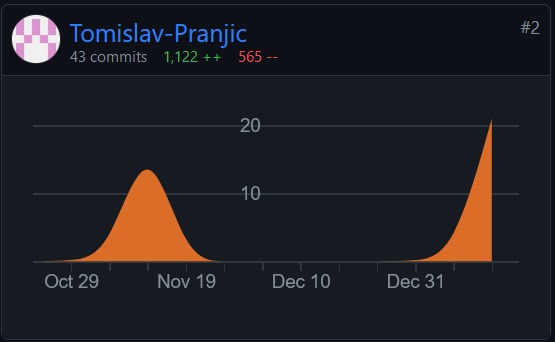 Tomislav-Pranjic
#2
43 commits 1,122 ++ 565 --
20
10
Oct 29 Nov 19 Dec 10 Dec 31